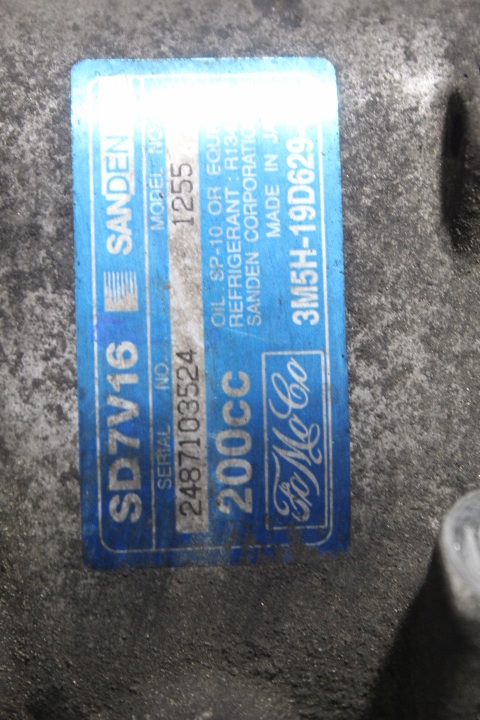 SD7V16 SANDEN
SERIAL NO. MODEL NO.
2487103524 1255
200CC
OIL SP-10 OR EQU
REFRIGERANT: R134
SANDEN CORPORATIO
MADE IN JA
FoMoCo 3M5H-19D629-